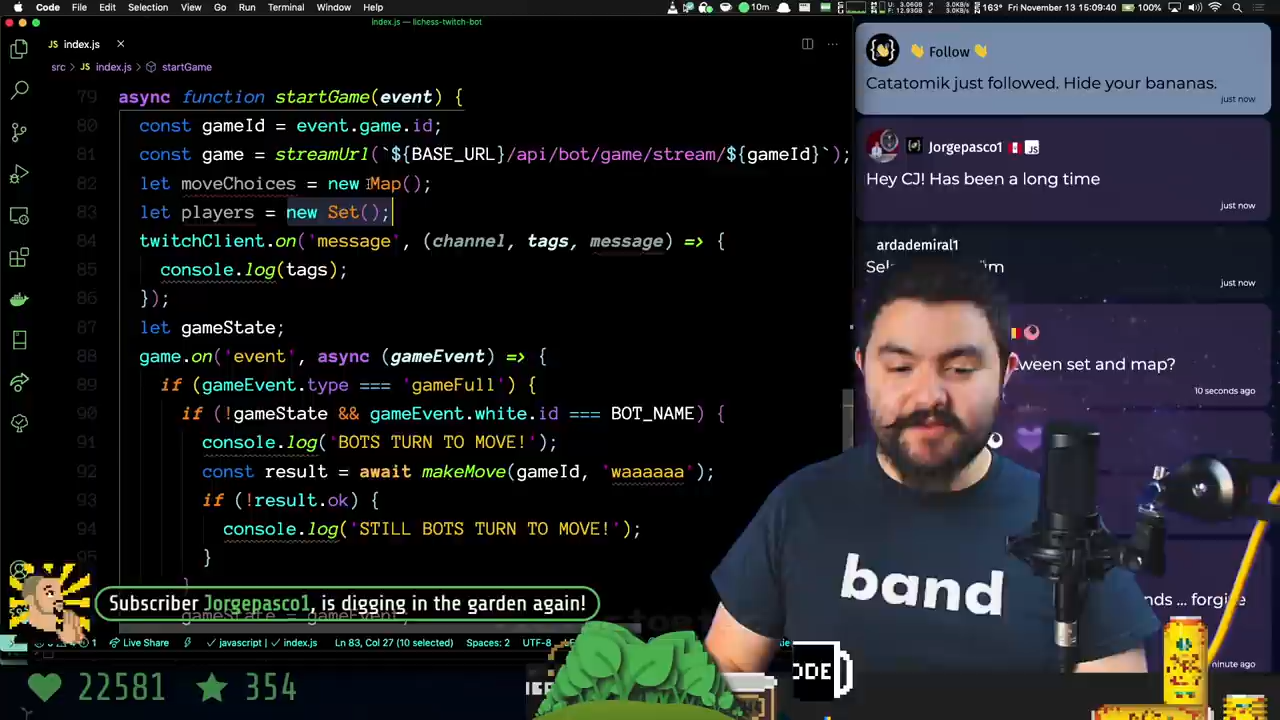 Code File Edit Selection View Go Run Terminal Window Help
10m
163° Fri November 13 15:09:40
100%
index.js — lichess-twitch-bot
JS index.js ×
src > JS index.js > startGame
79 async function startGame(event) {
80 const gameId = event.game.id;
81 const game = streamUrl(`${BASE_URL}/api/bot/game/stream/${gameId}`);
82 let moveChoices = new Map();
83 let players = new Set();
84 twitchClient.on('message', (channel, tags, message) => {
85 console.log(tags);
86 });
87 let gameState;
88 game.on('event', async (gameEvent) => {
89 if (gameEvent.type === 'gameFull') {
90 if (!gameState && gameEvent.white.id === BOT_NAME) {
91 console.log('BOTS TURN TO MOVE!');
92 const result = await makeMove(gameId, 'waaaaaa');
93 if (!result.ok) {
94 console.log('STILL BOTS TURN TO MOVE!');
95 }
}
gameState = gameEvent;
Subscriber Jorgepasco1, is digging in the garden again!
Live Share
javascript | index.js
Ln 83, Col 27 (10 selected)
Spaces: 2
UTF-8
22581
354
Follow
Catatomik just followed. Hide your bananas.
just now
Jorgepasco1 JS
Hey CJ! Has been a long time
just now
ardademiral1
just now
set and map?
10 seconds ago
minute ago
band
ODE